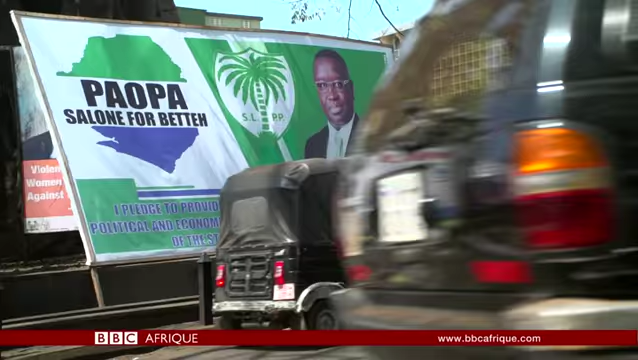 PAOPA
SALONE FOR BETTEH
S.L.P.P.
I PLEDGE TO PROVID
POLITICAL AND ECONOM
OF THE S
Violen
Women
Against
BBC AFRIQUE
www.bbcafrique.com